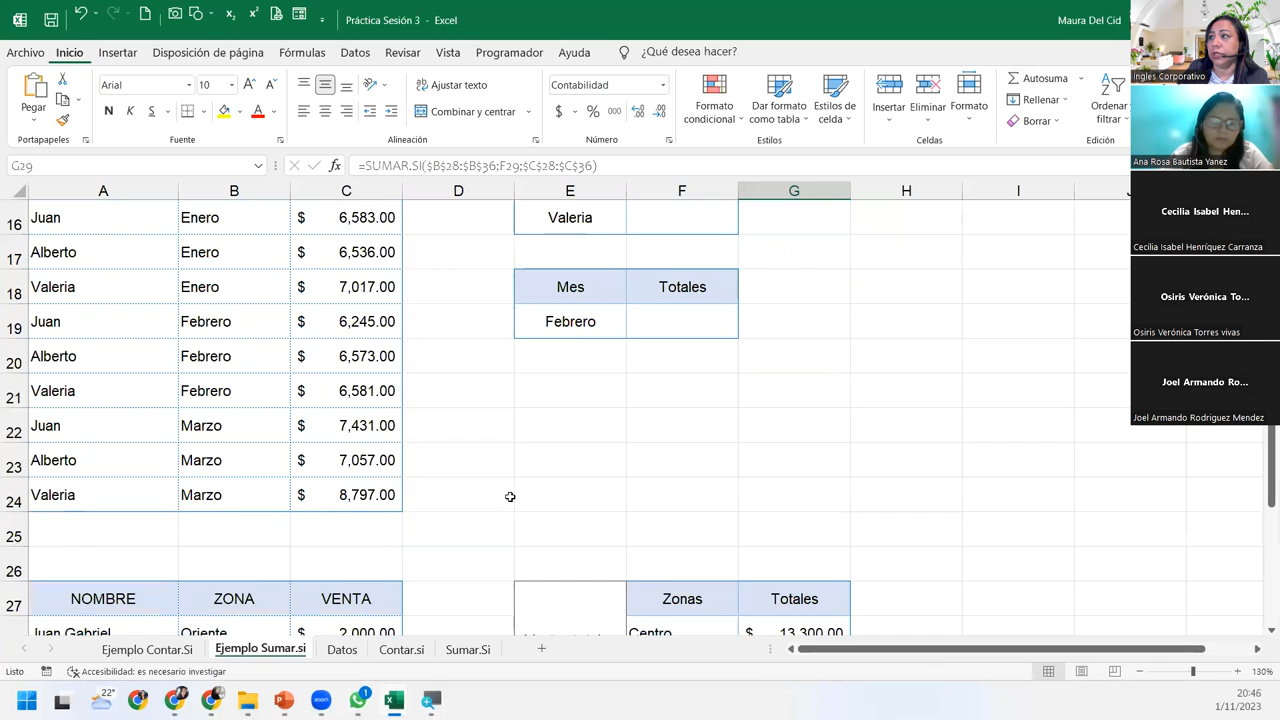 Práctica Sesión 3 - Excel
Maura Del Cid
Archivo Inicio Insertar Disposición de página Fórmulas Datos Revisar Vista Programador Ayuda ¿Qué desea hacer?
Pegar
Arial 10
N K S
Ajustar texto
Combinar y centrar
Contabilidad
$ % 000
Formato condicional
Dar formato como tabla
Estilos de celda
Insertar Eliminar Formato
Autosuma
Rellenar
Borrar
Ordenar
Portapapeles Fuente Alineación Número Estilos Celdas Edición
G29 fx =SUMAR.SI($B$28:$B$36;F29;$C$28:$C$36)
A B C D E F G H I
16 Juan Enero $ 6,583.00 Valeria
17 Alberto Enero $ 6,536.00
18 Valeria Enero $ 7,017.00 Mes Totales
19 Juan Febrero $ 6,245.00 Febrero
20 Alberto Febrero $ 6,573.00
21 Valeria Febrero $ 6,581.00
22 Juan Marzo $ 7,431.00
23 Alberto Marzo $ 7,057.00
24 Valeria Marzo $ 8,797.00
25
26
27 NOMBRE ZONA VENTA Zonas Totales
Juan Gabriel Oriente $ 2,000.00 Centro $ 13,300.00
Ejemplo Contar.Si Ejemplo Sumar.si Datos Contar.si Sumar.Si
Listo Accesibilidad: es necesario investigar 130%
22°
1
20:46
1/11/2023
Ingles Corporativo
Ana Rosa Bautista Yanez
Cecilia Isabel Hen...
Cecilia Isabel Henríquez Carranza
Osiris Verónica To...
Osiris Verónica Torres vivas
Joel Armando Ro...
Joel Armando Rodriguez Mendez